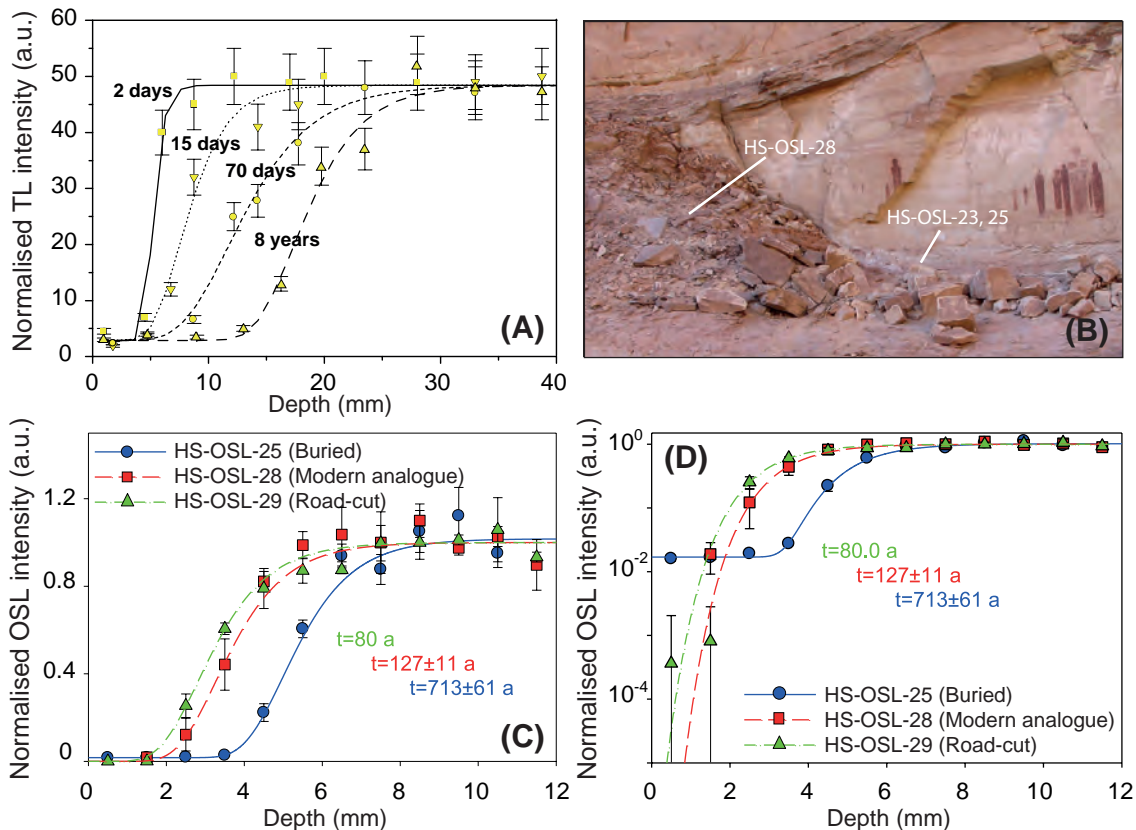 Normalised TL intensity (a.u.)
60
50
40
30
20
10
0
2 days
15 days
70 days
8 years
(A)
0 10 20 30 40
Depth (mm)
HS-OSL-28
HS-OSL-23, 25
(B)
Normalised OSL intensity (a.u.)
1.2
0.8
0.4
0
HS-OSL-25 (Buried)
HS-OSL-28 (Modern analogue)
HS-OSL-29 (Road-cut)
(C)
t=80 a
t=127±11 a
t=713±61 a
0 2 4 6 8 10 12
Depth (mm)
Normalised OSL intensity (a.u.)
10⁰
10⁻²
10⁻⁴
(D)
t=80.0 a
t=127±11 a
t=713±61 a
HS-OSL-25 (Buried)
HS-OSL-28 (Modern analogue)
HS-OSL-29 (Road-cut)
0 2 4 6 8 10 12
Depth (mm)